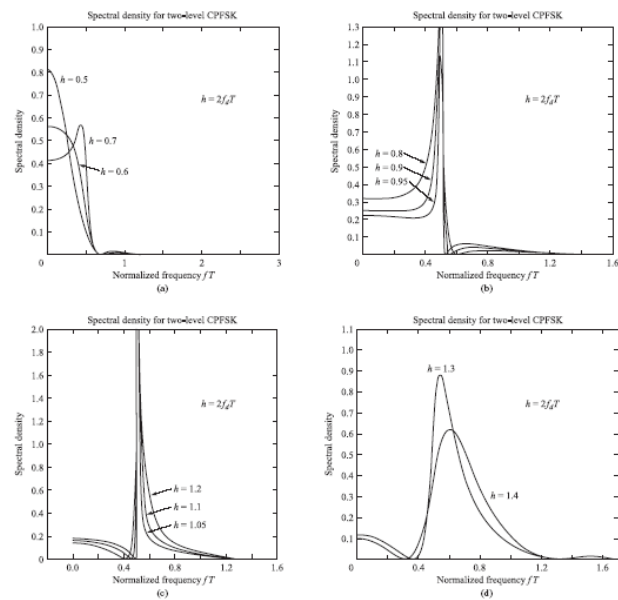 Spectral density for two-level CPFSK
1.0
0.9
0.8
0.7
0.6
0.5
0.4
0.3
0.2
0.1
Spectral density
h = 0.5
h = 2f_dT
h = 0.7
h = 0.6
0
1
2
3
Normalized frequency fT
(a)
Spectral density for two-level CPFSK
1.3
1.2
1.1
1.0
0.9
0.8
0.7
0.6
0.5
0.4
0.3
0.2
0.1
Spectral density
h = 2f_dT
h = 0.8
h = 0.9
h = 0.95
0
0.4
0.8
1.2
1.6
Normalized frequency fT
(b)
Spectral density for two-level CPFSK
2.0
1.8
1.6
1.4
1.2
1.0
0.8
0.6
0.4
0.2
0
Spectral density
h = 2f_dT
h = 1.2
h = 1.1
h = 1.05
0.0
0.4
0.8
1.2
1.6
Normalized frequency fT
(c)
Spectral density for two-level CPFSK
1.1
1.0
0.9
0.8
0.7
0.6
0.5
0.4
0.3
0.2
0.1
Spectral density
h = 1.3
h = 2f_dT
h = 1.4
0
0.4
0.8
1.2
1.6
Normalized frequency fT
(d)